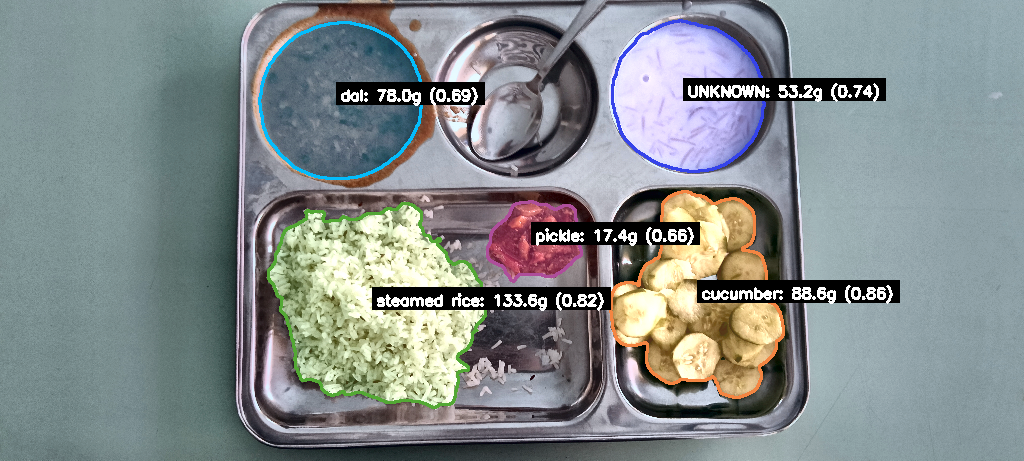 dal: 78.0g (0.69)
UNKNOWN: 53.2g (0.74)
pickle: 17.4g (0.66)
steamed rice: 133.6g (0.82)
cucumber: 88.6g (0.86)